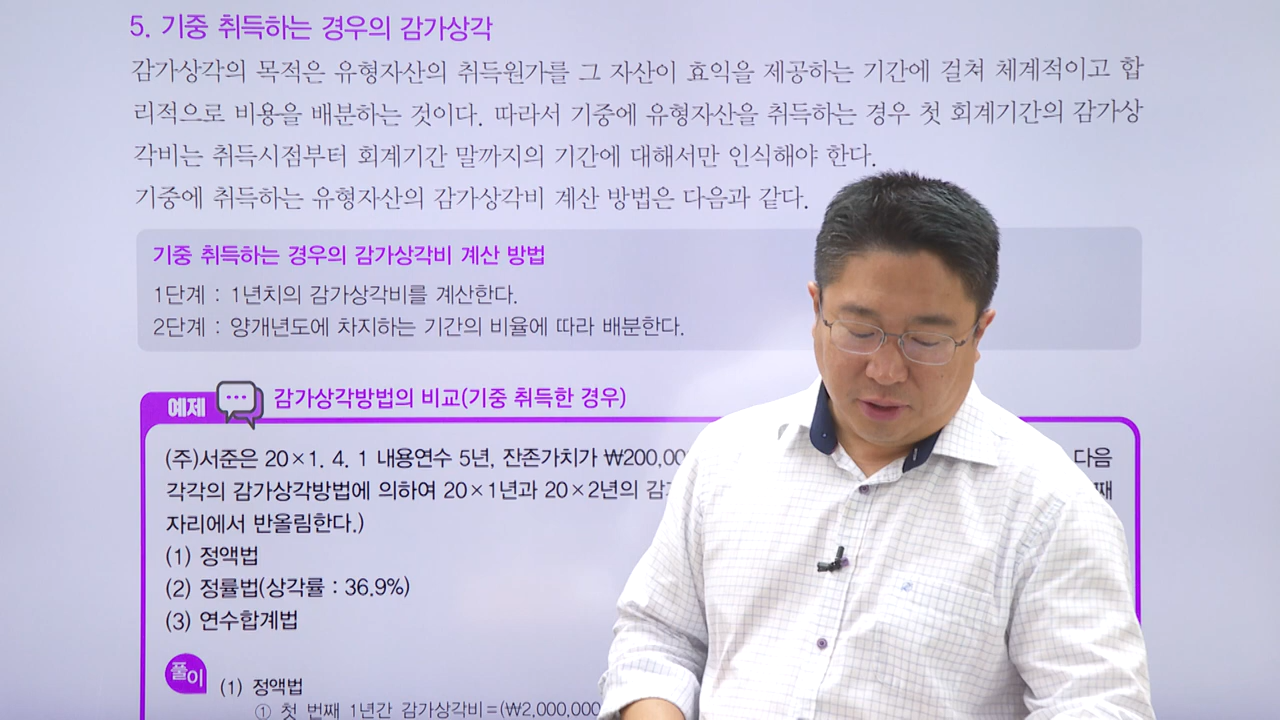 5. 기중 취득하는 경우의 감가상각
감가상각의 목적은 유형자산의 취득원가를 그 자산이 효익을 제공하는 기간에 걸쳐 체계적이고 합
리적으로 비용을 배분하는 것이다. 따라서 기중에 유형자산을 취득하는 경우 첫 회계기간의 감가상
각비는 취득시점부터 회계기간 말까지의 기간에 대해서만 인식해야 한다.
기중에 취득하는 유형자산의 감가상각비 계산 방법은 다음과 같다.
기중 취득하는 경우의 감가상각비 계산 방법
1단계 : 1년치의 감가상각비를 계산한다.
2단계 : 양개년도에 차지하는 기간의 비율에 따라 배분한다.
예제 감가상각방법의 비교(기중 취득한 경우)
(주)서준은 20×1. 4. 1 내용연수 5년, 잔존가치가 ₩200,00 다음
각각의 감가상각방법에 의하여 20×1년과 20×2년의 째
자리에서 반올림한다.)
(1) 정액법
(2) 정률법(상각률 : 36.9%)
(3) 연수합계법
풀이
(1) 정액법
① 첫 번째 1년간 감가상각비=(₩2,000,000